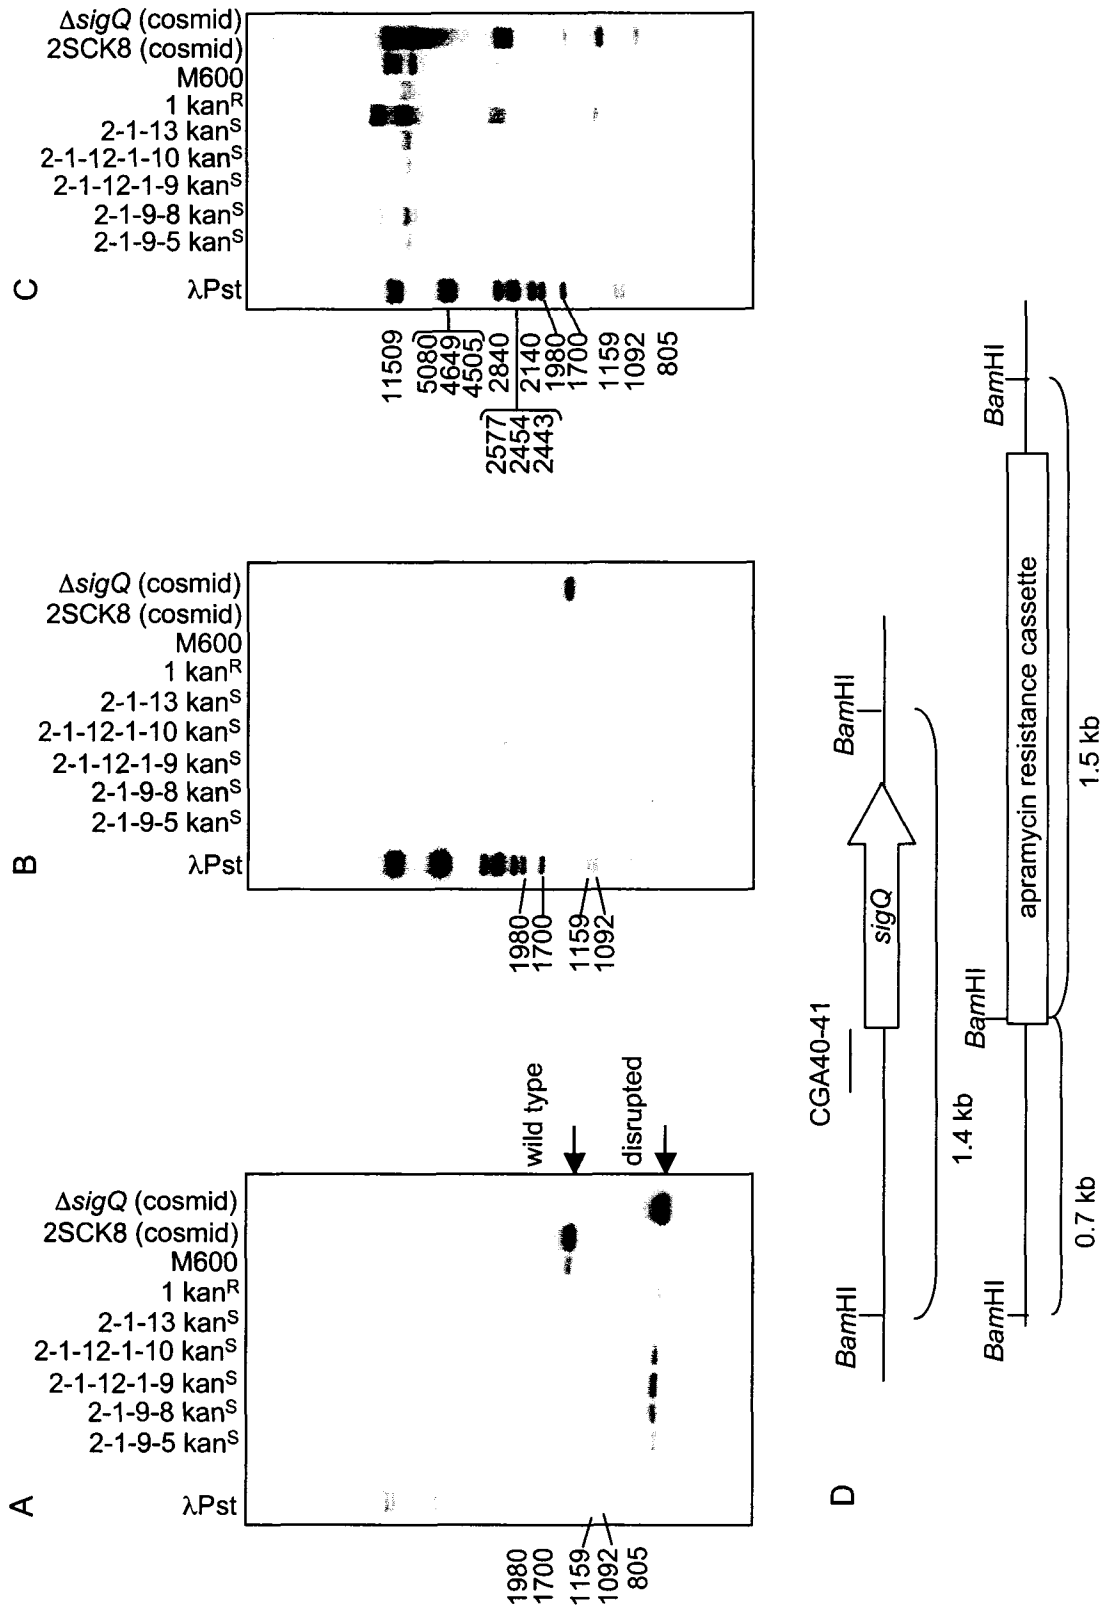 C
ΔsigQ (cosmid)
2SCK8 (cosmid)
M600
1 kanR
2-1-13 kanS
2-1-12-1-10 kanS
2-1-12-1-9 kanS
2-1-9-8 kanS
2-1-9-5 kanS
λPst
11509
5080
4649
4505
2840
2140
1980
1700
1159
1092
805
2577
2454
2443
B
ΔsigQ (cosmid)
2SCK8 (cosmid)
M600
1 kanR
2-1-13 kanS
2-1-12-1-10 kanS
2-1-12-1-9 kanS
2-1-9-8 kanS
2-1-9-5 kanS
λPst
1980
1700
1159
1092
A
ΔsigQ (cosmid)
2SCK8 (cosmid)
M600
1 kanR
2-1-13 kanS
2-1-12-1-10 kanS
2-1-12-1-9 kanS
2-1-9-8 kanS
2-1-9-5 kanS
λPst
wild type
disrupted
1980
1700
1159
1092
805
D
CGA40-41
BamHI
sigQ
BamHI
1.4 kb
BamHI
BamHI
apramycin resistance cassette
BamHI
0.7 kb
1.5 kb